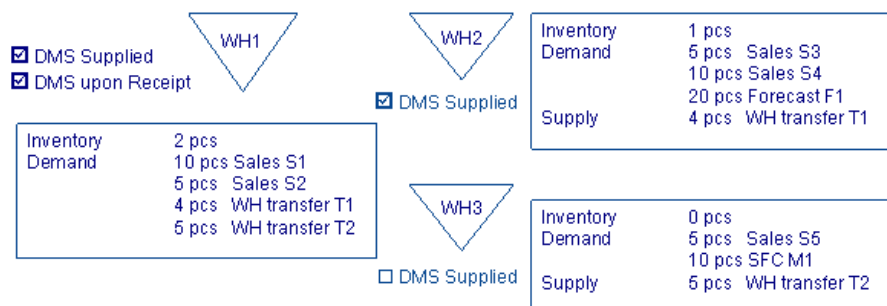 WH1
DMS Supplied
DMS upon Receipt
Inventory 2 pcs
Demand 10 pcs Sales S1
5 pcs Sales S2
4 pcs WH transfer T1
5 pcs WH transfer T2
WH2
DMS Supplied
Inventory 1 pcs
Demand 5 pcs Sales S3
10 pcs Sales S4
20 pcs Forecast F1
Supply 4 pcs WH transfer T1
WH3
DMS Supplied
Inventory 0 pcs
Demand 5 pcs Sales S5
10 pcs SFC M1
Supply 5 pcs WH transfer T2